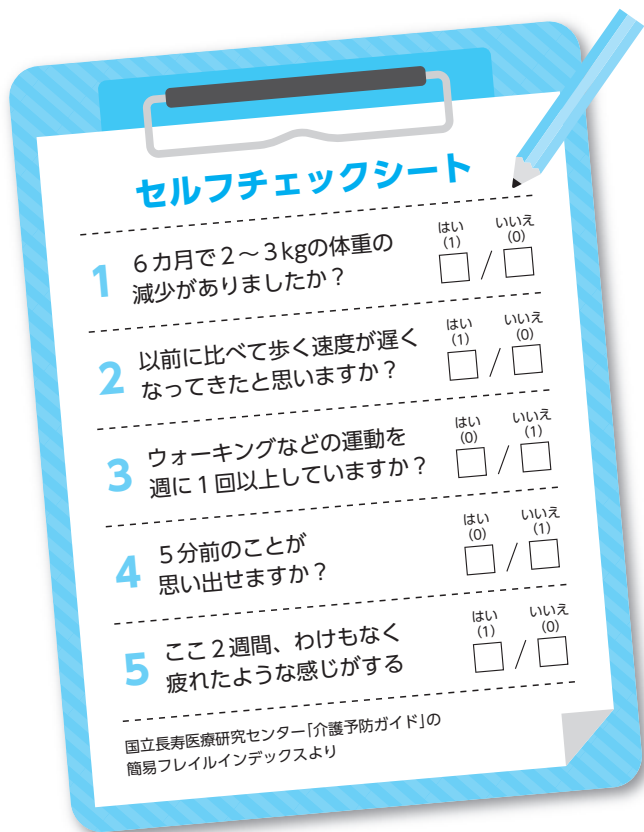 セルフチェックシート
1 6カ月で2～3kgの体重の
減少がありましたか？
はい
(1)
いいえ
(0)
/
2 以前に比べて歩く速度が遅く
なってきたと思いますか？
はい
(1)
いいえ
(0)
/
3 ウォーキングなどの運動を
週に1回以上していますか？
はい
(0)
いいえ
(1)
/
4 5分前のことが
思い出せますか？
はい
(0)
いいえ
(1)
/
5 ここ2週間、わけもなく
疲れたような感じがする
はい
(1)
いいえ
(0)
/
国立長寿医療研究センター「介護予防ガイド」の
簡易フレイルインデックスより